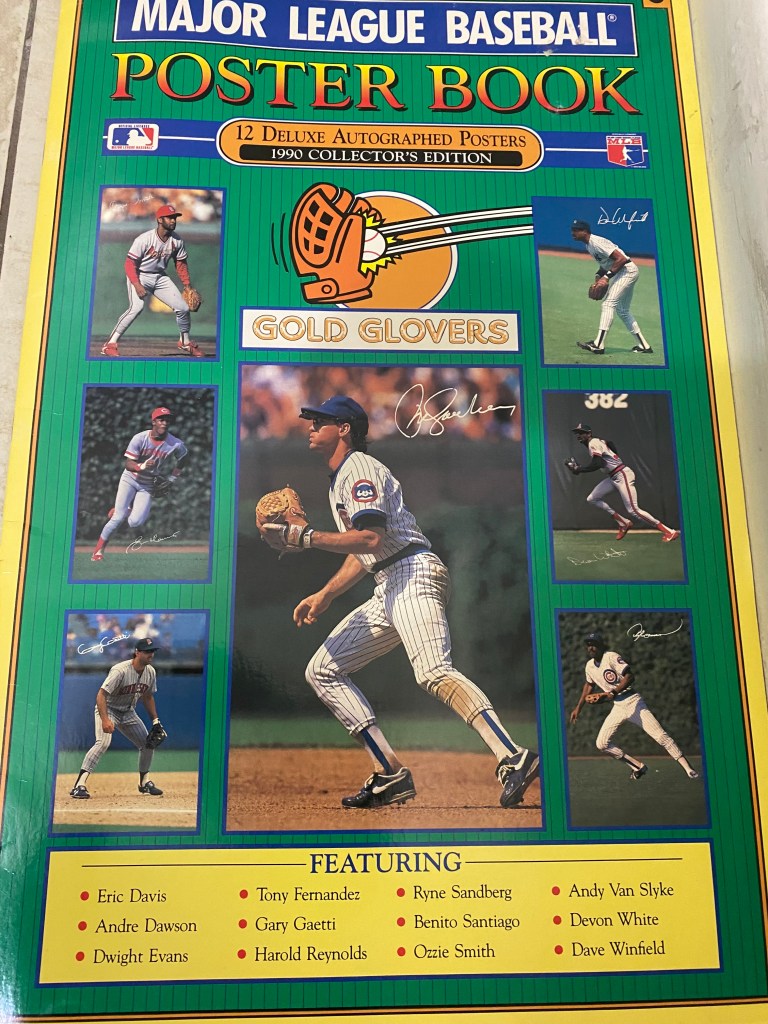 MAJOR LEAGUE BASEBALL®
POSTER BOOK
12 DELUXE AUTOGRAPHED POSTERS
1990 COLLECTOR'S EDITION
MLB
GOLD GLOVERS
382
FEATURING
• Eric Davis
• Andre Dawson
• Dwight Evans
• Tony Fernandez
• Gary Gaetti
• Harold Reynolds
• Ryne Sandberg
• Benito Santiago
• Ozzie Smith
• Andy Van Slyke
• Devon White
• Dave Winfield